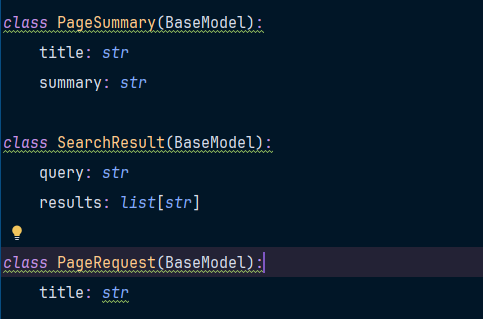 class PageSummary(BaseModel):
    title: str
    summary: str
class SearchResult(BaseModel):
    query: str
    results: list[str]
class PageRequest(BaseModel):
    title: str